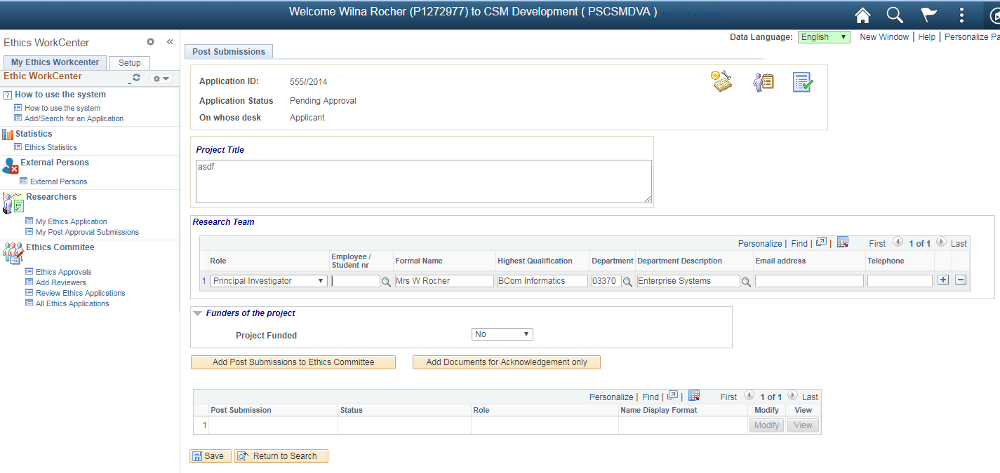 Welcome Wilna Rocher (P1272977) to CSM Development ( PSCSMDVA ) Add to Favorites
Ethics WorkCenter
Data Language: English New Window | Help | Personalize Pa
My Ethics Workcenter Setup
Ethic WorkCenter
How to use the system
How to use the system
Add/Search for an Application
Statistics
Ethics Statistics
External Persons
External Persons
Researchers
My Ethics Application
My Post Approval Submissions
Ethics Commitee
Ethics Approvals
Add Reviewers
Review Ethics Applications
All Ethics Applications
Post Submissions
Application ID: 555//2014
Application Status Pending Approval
On whose desk Applicant
Project Title
asdf
Research Team
Personalize | Find | | First 1 of 1 Last
Role Employee / Student nr Formal Name Highest Qualification Department Department Description Email address Telephone
1 Principal Investigator Mrs W Rocher BCom Informatics 03370 Enterprise Systems
Funders of the project
Project Funded No
Add Post Submissions to Ethics Committee Add Documents for Acknowledgement only
Personalize | Find | | First 1 of 1 Last
Post Submission Status Role Name Display Format Modify View
1 Modify View
Save Return to Search